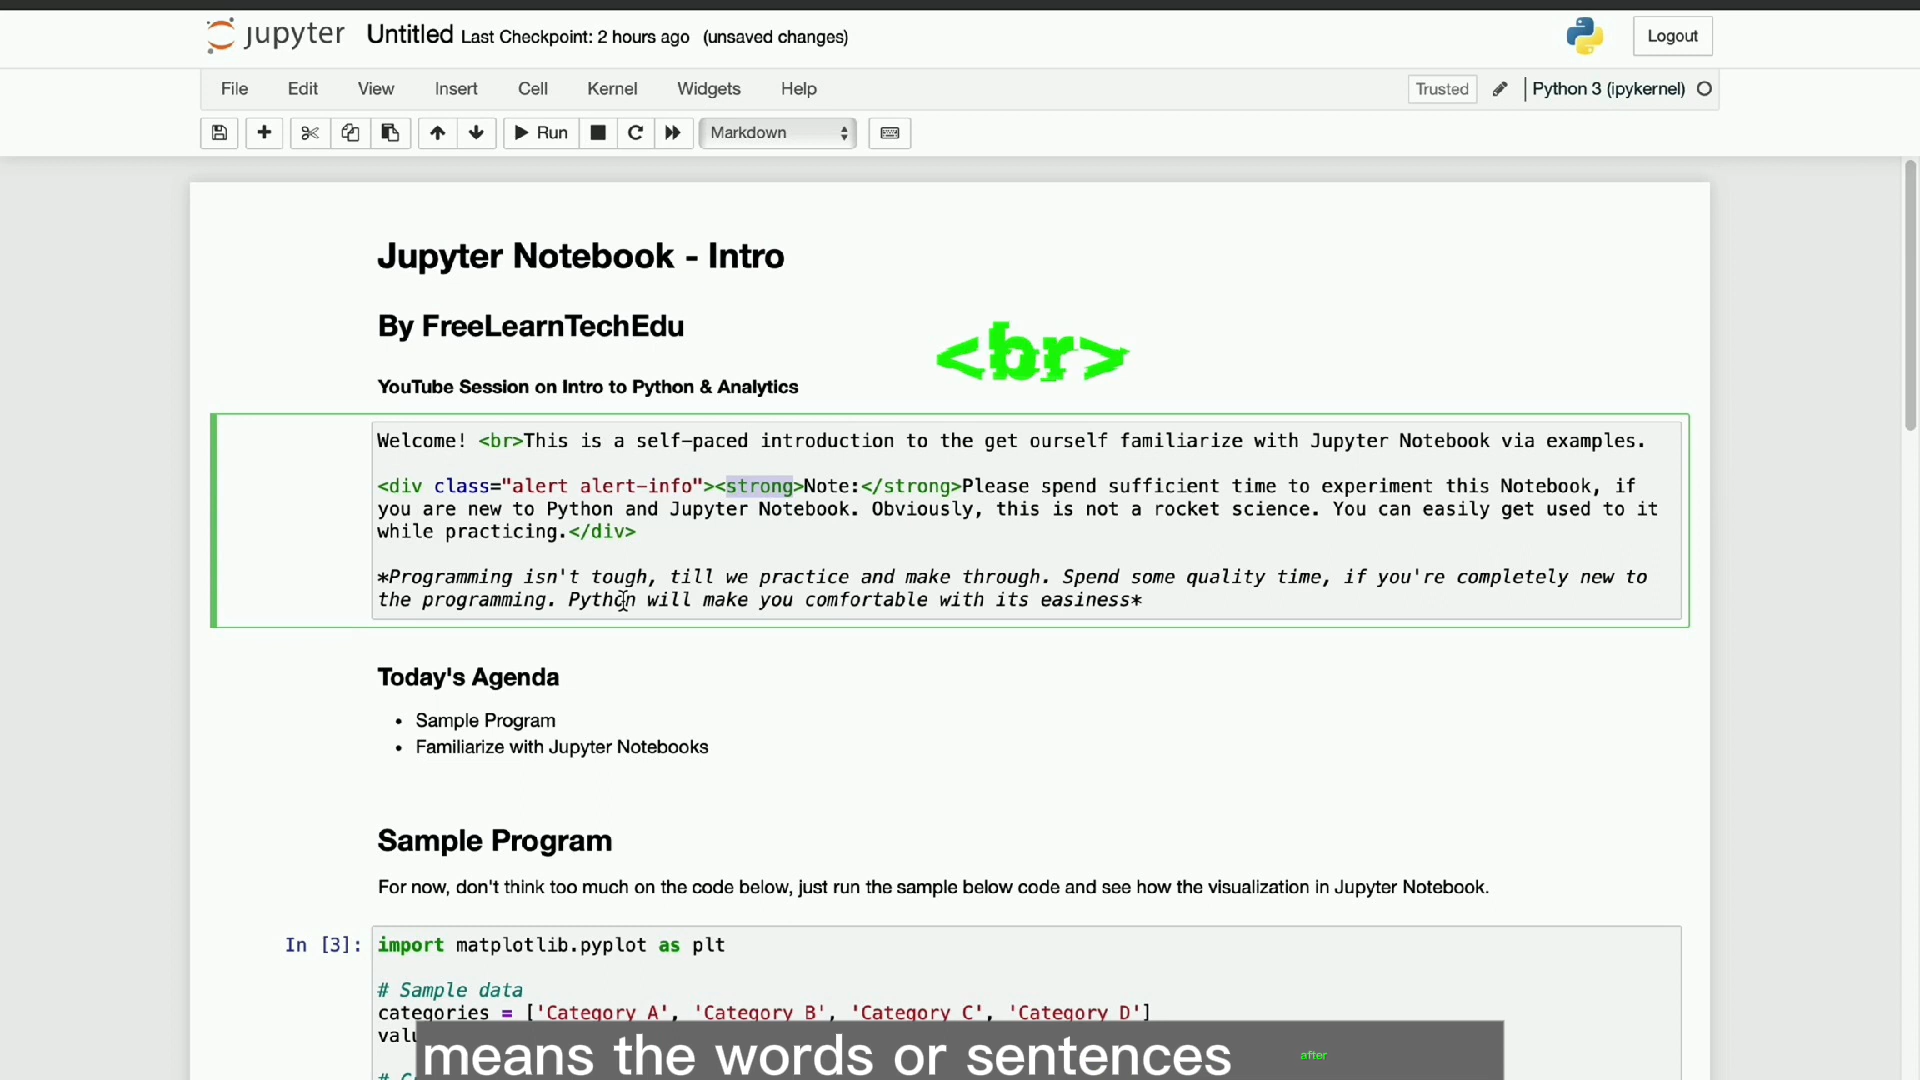 jupyter Untitled Last Checkpoint: 2 hours ago (unsaved changes) Logout
File Edit View Insert Cell Kernel Widgets Help Trusted Python 3 (ipykernel)
Run Markdown
Jupyter Notebook - Intro
By FreeLearnTechEdu
<br>
YouTube Session on Intro to Python & Analytics
Welcome! <br>This is a self-paced introduction to the get ourself familiarize with Jupyter Notebook via examples.
<div class="alert alert-info"><strong>Note:</strong>Please spend sufficient time to experiment this Notebook, if
you are new to Python and Jupyter Notebook. Obviously, this is not a rocket science. You can easily get used to it
while practicing.</div>
*Programming isn't tough, till we practice and make through. Spend some quality time, if you're completely new to
the programming. Python will make you comfortable with its easiness*
Today's Agenda
• Sample Program
• Familiarize with Jupyter Notebooks
Sample Program
For now, don't think too much on the code below, just run the sample below code and see how the visualization in Jupyter Notebook.
In [3]: import matplotlib.pyplot as plt
# Sample data
categories = ['Category A', 'Category B', 'Category C', 'Category D']
means the words or sentences after